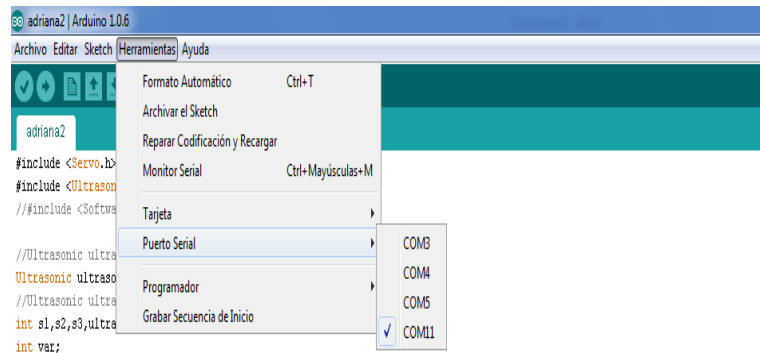 adriana2 | Arduino 1.0.6
Archivo Editar Sketch Herramientas Ayuda
adriana2
Formato Automático Ctrl+T
Archivar el Sketch
Reparar Codificación y Recargar
Monitor Serial Ctrl+Mayúsculas+M
Tarjeta
Puerto Serial
Programador
Grabar Secuencia de Inicio
COM3
COM4
COM5
COM11
#include <Servo.h>
#include <Ultrason
//#include <Softwa
//Ultrasonic ultra
Ultrasonic ultraso
//Ultrasonic ultra
int s1,s2,s3,ultra
int var;